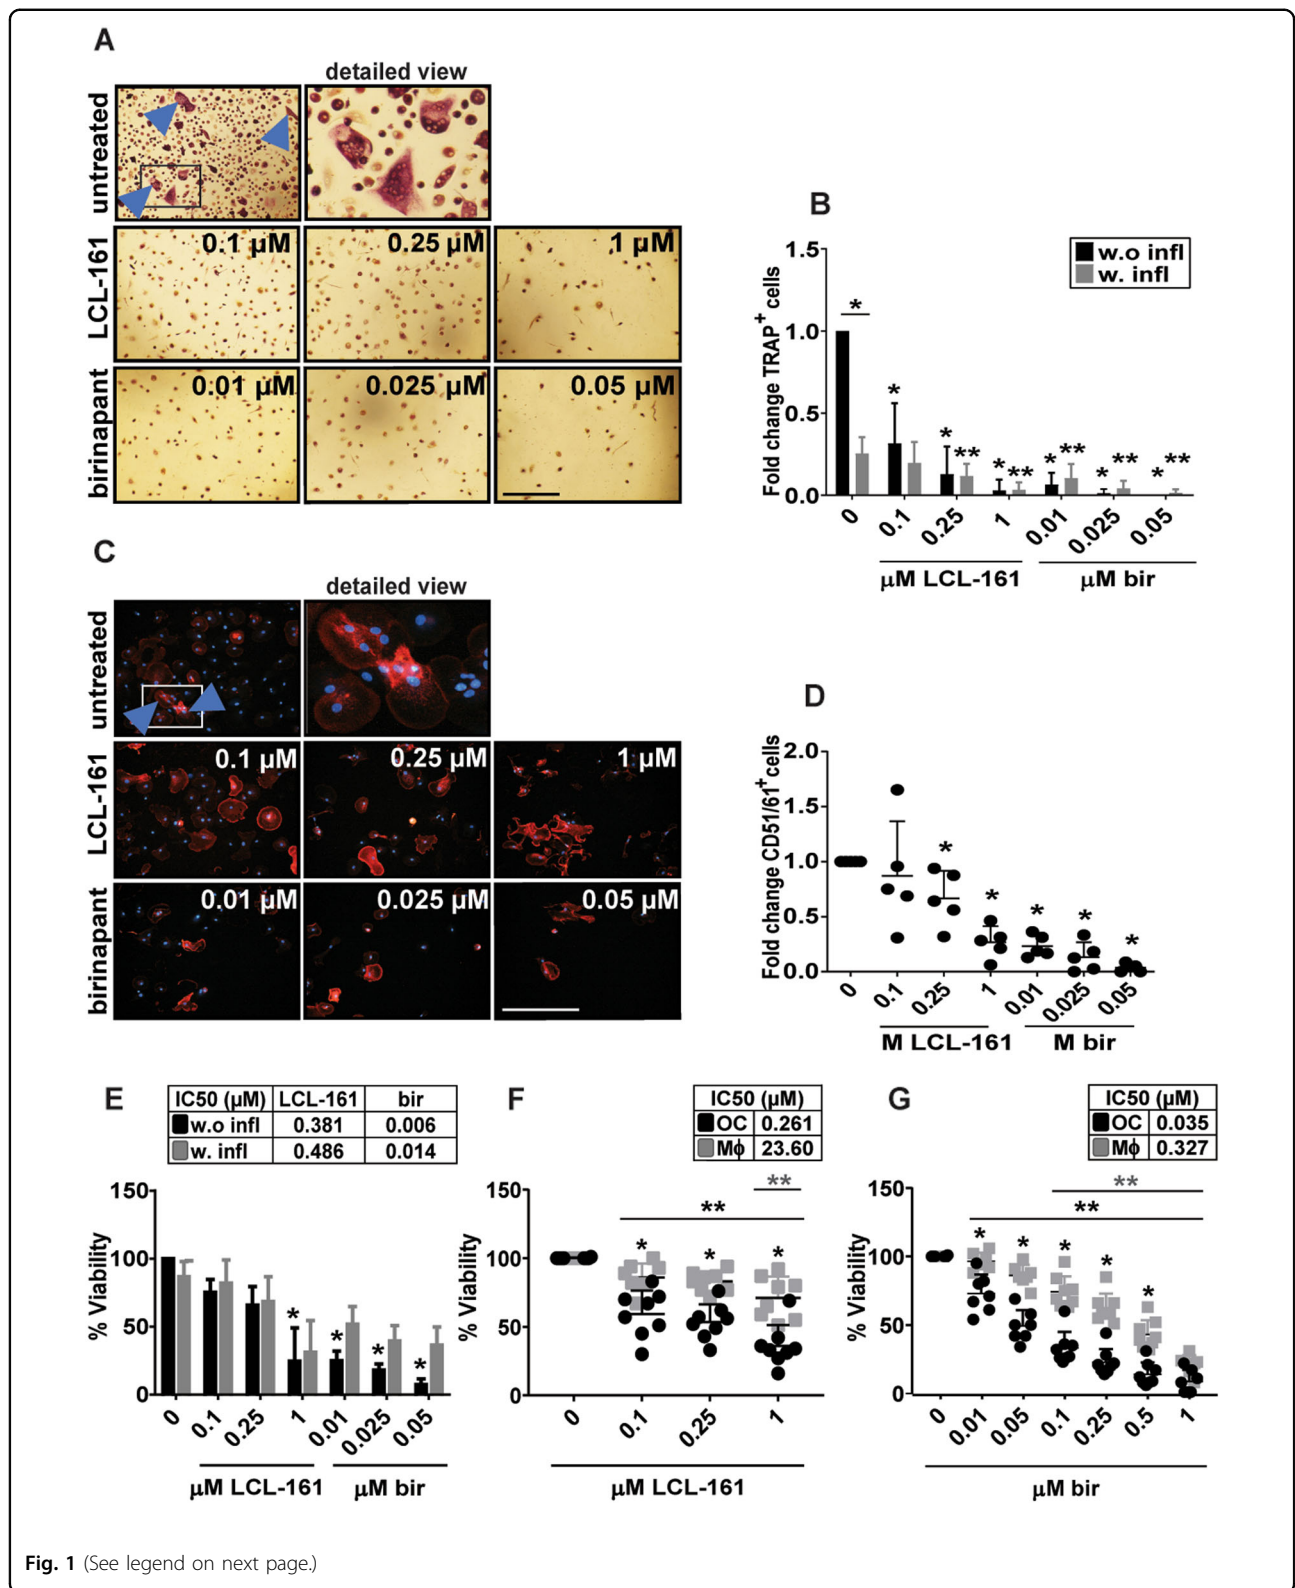 A
detailed view
untreated
LCL-161
0.1 µM
0.25 µM
1 µM
birinapant
0.01 µM
0.025 µM
0.05 µM
B
Fold change TRAP+ cells
1.5
1.0
0.5
0.0
w.o infl
w. infl
*
*
* **
* **
* **
* **
* **
0 0.1 0.25 1 0.01 0.025 0.05
µM LCL-161 µM bir
C
detailed view
untreated
LCL-161
0.1 µM
0.25 µM
1 µM
birinapant
0.01 µM
0.025 µM
0.05 µM
D
Fold change CD51/61+ cells
2.0
1.5
1.0
0.5
0.0
* * * * *
0 0.1 0.25 1 0.01 0.025 0.05
M LCL-161 M bir
E
IC50 (µM) LCL-161 bir
w.o infl 0.381 0.006
w. infl 0.486 0.014
% Viability
150
100
50
0
* * * *
0 0.1 0.25 1 0.01 0.025 0.05
µM LCL-161 µM bir
F
IC50 (µM)
OC 0.261
Mϕ 23.60
% Viability
150
100
50
0
**
**
* * *
0 0.1 0.25 1
µM LCL-161
G
IC50 (µM)
OC 0.035
Mϕ 0.327
% Viability
150
100
50
0
**
**
* * * * *
0 0.01 0.05 0.1 0.25 0.5 1
µM bir
Fig. 1 (See legend on next page.)